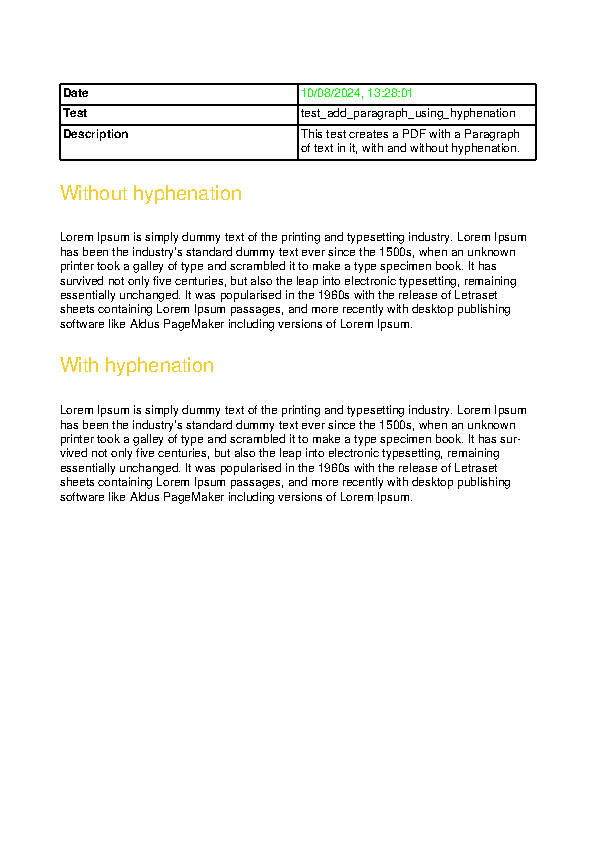 Date 10/08/2024, 13:28:01
Test test_add_paragraph_using_hyphenation
Description This test creates a PDF with a Paragraph
of text in it, with and without hyphenation.
Without hyphenation
Lorem Ipsum is simply dummy text of the printing and typesetting industry. Lorem Ipsum
has been the industry's standard dummy text ever since the 1500s, when an unknown
printer took a galley of type and scrambled it to make a type specimen book. It has
survived not only five centuries, but also the leap into electronic typesetting, remaining
essentially unchanged. It was popularised in the 1960s with the release of Letraset
sheets containing Lorem Ipsum passages, and more recently with desktop publishing
software like Aldus PageMaker including versions of Lorem Ipsum.
With hyphenation
Lorem Ipsum is simply dummy text of the printing and typesetting industry. Lorem Ipsum
has been the industry's standard dummy text ever since the 1500s, when an unknown
printer took a galley of type and scrambled it to make a type specimen book. It has sur-
vived not only five centuries, but also the leap into electronic typesetting, remaining
essentially unchanged. It was popularised in the 1960s with the release of Letraset
sheets containing Lorem Ipsum passages, and more recently with desktop publishing
software like Aldus PageMaker including versions of Lorem Ipsum.